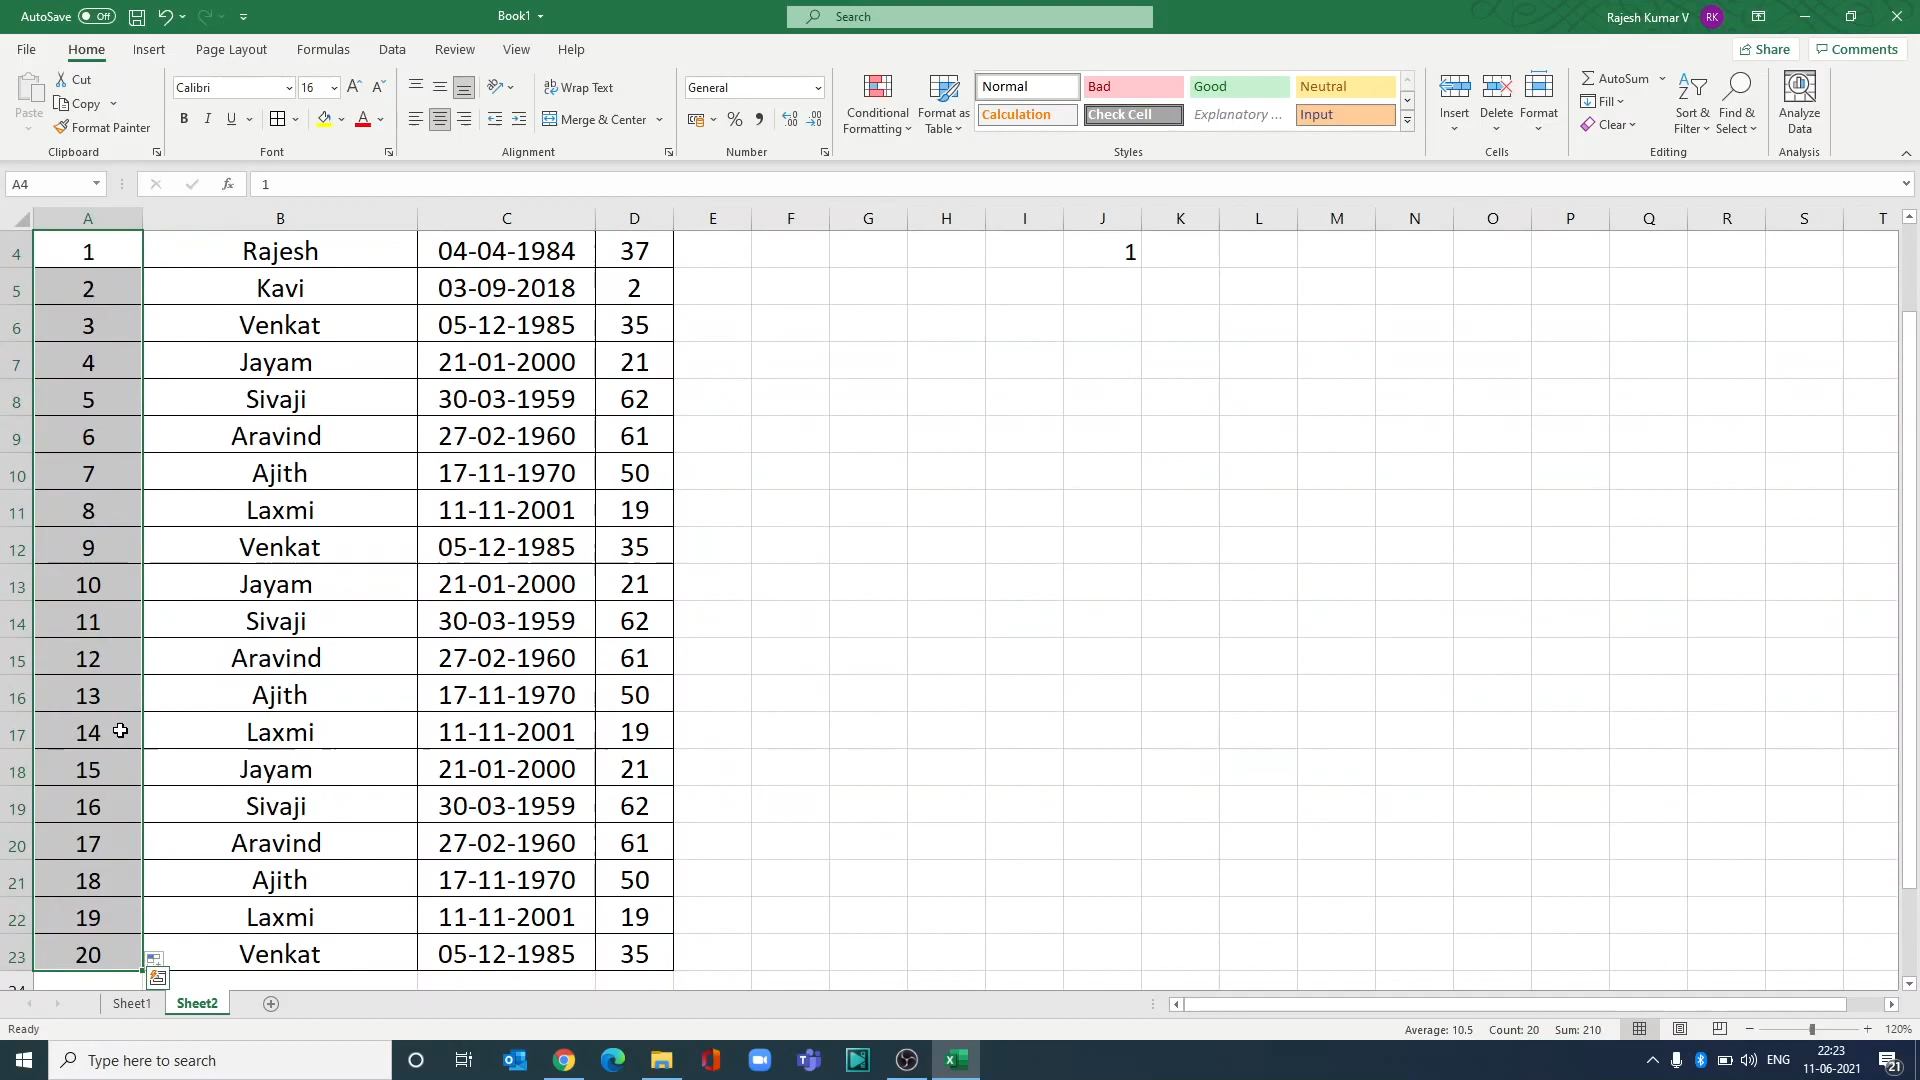 AutoSave Off Book1 Search Rajesh Kumar V RK
File Home Insert Page Layout Formulas Data Review View Help Share Comments
Paste Cut Copy Format Painter Clipboard
Calibri 16 B I U A Font
Wrap Text Merge & Center Alignment
General % Number
Conditional Formatting Format as Table Normal Bad Good Neutral
Calculation Check Cell Explanatory ... Input Styles
Insert Delete Format Cells
AutoSum Fill Clear Sort & Filter Find & Select Editing
Analyze Data Analysis
A4 fx 1
A B C D E F G H I J K L M N O P Q R S T
4 1 Rajesh 04-04-1984 37 1
5 2 Kavi 03-09-2018 2
6 3 Venkat 05-12-1985 35
7 4 Jayam 21-01-2000 21
8 5 Sivaji 30-03-1959 62
9 6 Aravind 27-02-1960 61
10 7 Ajith 17-11-1970 50
11 8 Laxmi 11-11-2001 19
12 9 Venkat 05-12-1985 35
13 10 Jayam 21-01-2000 21
14 11 Sivaji 30-03-1959 62
15 12 Aravind 27-02-1960 61
16 13 Ajith 17-11-1970 50
17 14 Laxmi 11-11-2001 19
18 15 Jayam 21-01-2000 21
19 16 Sivaji 30-03-1959 62
20 17 Aravind 27-02-1960 61
21 18 Ajith 17-11-1970 50
22 19 Laxmi 11-11-2001 19
23 20 Venkat 05-12-1985 35
Sheet1 Sheet2
Ready Average: 10.5 Count: 20 Sum: 210 120%
Type here to search ENG 22:23
11-06-2021 21